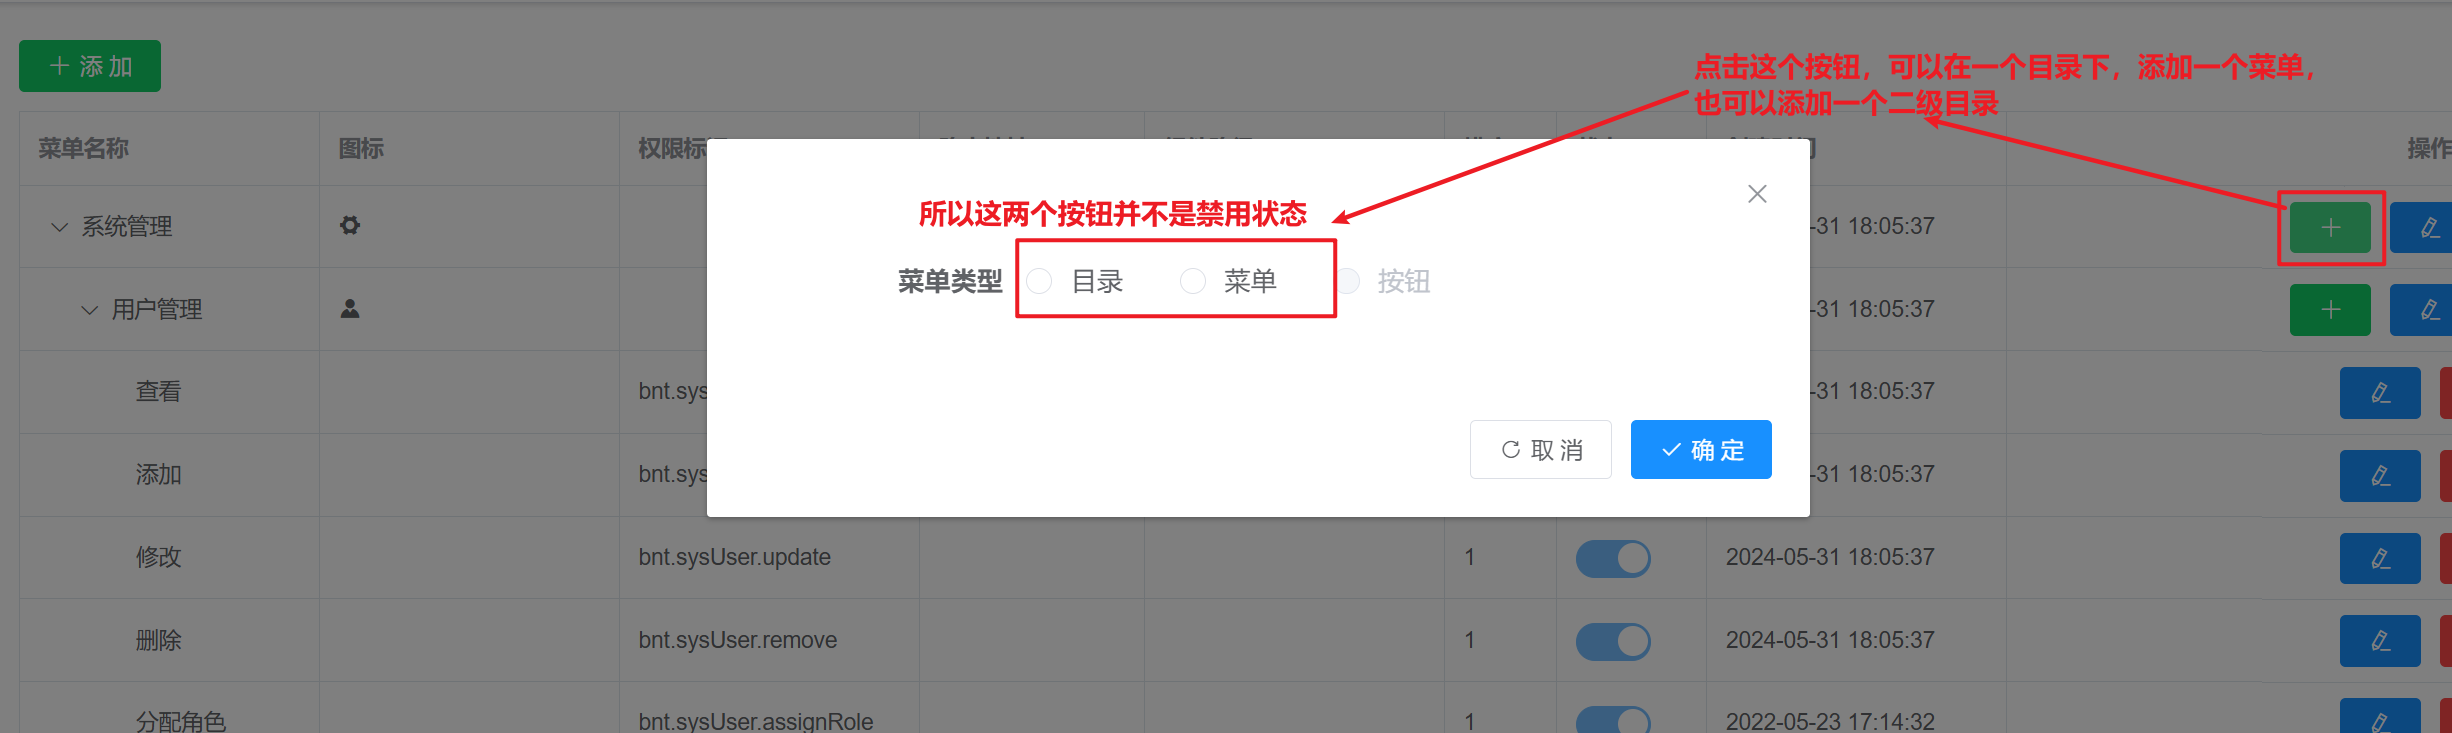 添加
点击这个按钮，可以在一个目录下，添加一个菜单，
也可以添加一个二级目录
菜单名称 图标 权限标 操作
所以这两个按钮并不是禁用状态
系统管理 -31 18:05:37
菜单类型 目录 菜单 按钮
用户管理 -31 18:05:37
查看 bnt.sys -31 18:05:37
取消 确定
添加 bnt.sys -31 18:05:37
修改 bnt.sysUser.update 1 2024-05-31 18:05:37
删除 bnt.sysUser.remove 1 2024-05-31 18:05:37
分配角色 bnt.sysUser.assignRole 1 2022-05-23 17:14:32